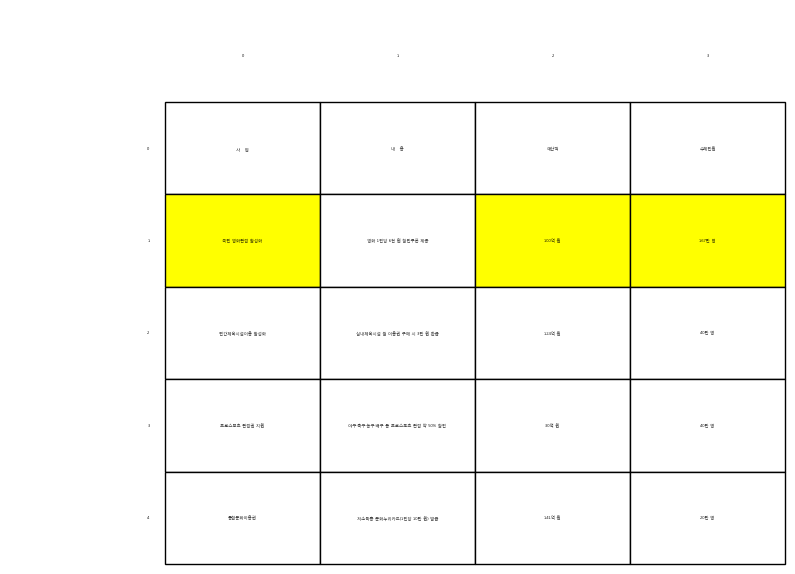 0 1 2 3
0 사 업 내 용 예산액 수혜인원
1 국민 영화관람 활성화 영화 1편당 6천 원 할인쿠폰 제공 100억 원 167만 명
2 민간체육시설이용 활성화 실내체육시설 월 이용권 구매 시 3만 원 환급 124억 원 40만 명
3 프로스포츠 관람권 지원 야구·축구·농구·배구 등 프로스포츠 관람 약 50% 할인 40억 원 40만 명
4 통합문화이용권 저소득층 문화누리카드(1인당 10만 원) 발급 141억 원 20만 명